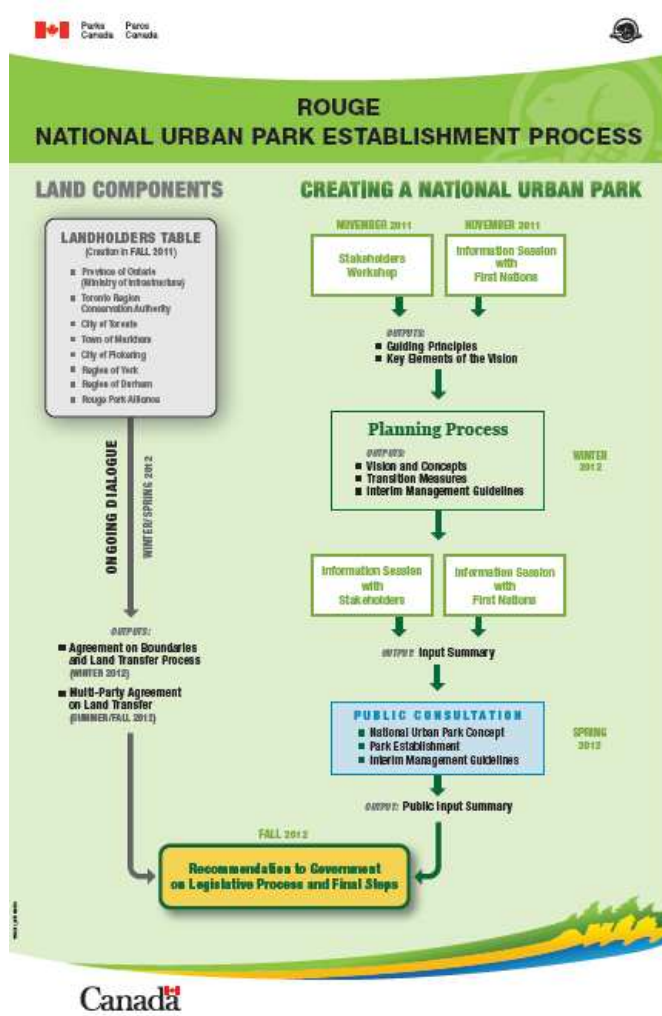 Parks Parcs
Canada Canada
ROUGE
NATIONAL URBAN PARK ESTABLISHMENT PROCESS
LAND COMPONENTS
LANDHOLDERS TABLE
(Creation in FALL 2011)
Province of Ontario
(Ministry of Infrastructure)
Toronto Region
Conservation Authority
City of Toronto
Town of Markham
City of Pickering
Region of York
Region of Durham
Rouge Park Alliance
ONGOING DIALOGUE
WINTER/SPRING 2012
OUTPUTS:
Agreement on Boundaries
and Land Transfer Process
(WINTER 2012)
Multi-Party Agreement
on Land Transfer
(SUMMER/FALL 2012)
CREATING A NATIONAL URBAN PARK
NOVEMBER 2011
Stakeholders
Workshop
NOVEMBER 2011
Information Session
with
First Nations
OUTPUTS:
Guiding Principles
Key Elements of the Vision
Planning Process
OUTPUTS:
Vision and Concepts
Transition Measures
Interim Management Guidelines
WINTER
2012
Information Session
with
Stakeholders
Information Session
with
First Nations
OUTPUT: Input Summary
PUBLIC CONSULTATION
National Urban Park Concept
Park Establishment
Interim Management Guidelines
SPRING
2012
OUTPUT: Public Input Summary
FALL 2012
Recommendation to Government
on Legislative Process and Final Steps
Canada